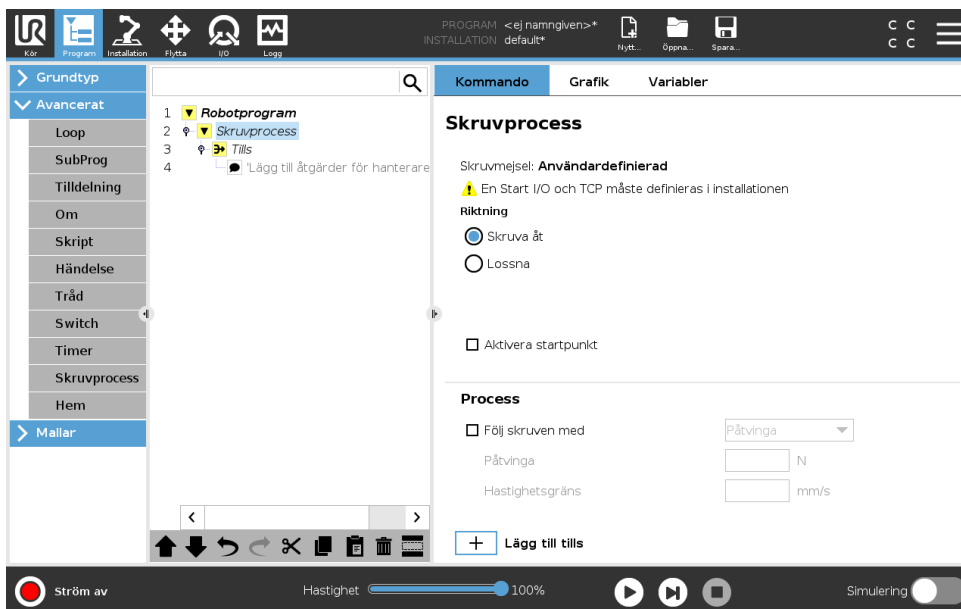 PROGRAM <ej namngiven>*
INSTALLATION default*
Kör
Program
Installation
Flytta
I/O
Logg
Nytt...
Öppna...
Spara...
C C
C C
Grundtyp
Avancerat
Loop
SubProg
Tilldelning
Om
Skript
Händelse
Tråd
Switch
Timer
Skruvprocess
Hem
Mallar
1 Robotprogram
2 Skruvprocess
3 Tills
4 'Lägg till åtgärder för hanterare
Kommando
Grafik
Variabler
Skruvprocess
Skruvmejsel: Användardefinierad
En Start I/O och TCP måste definieras i installationen
Riktning
Skruva åt
Lossna
Aktivera startpunkt
Process
Följ skruven med
Påtvinga
Påtvinga
N
Hastighetsgräns
mm/s
+ Lägg till tills
Ström av
Hastighet
100%
Simulering